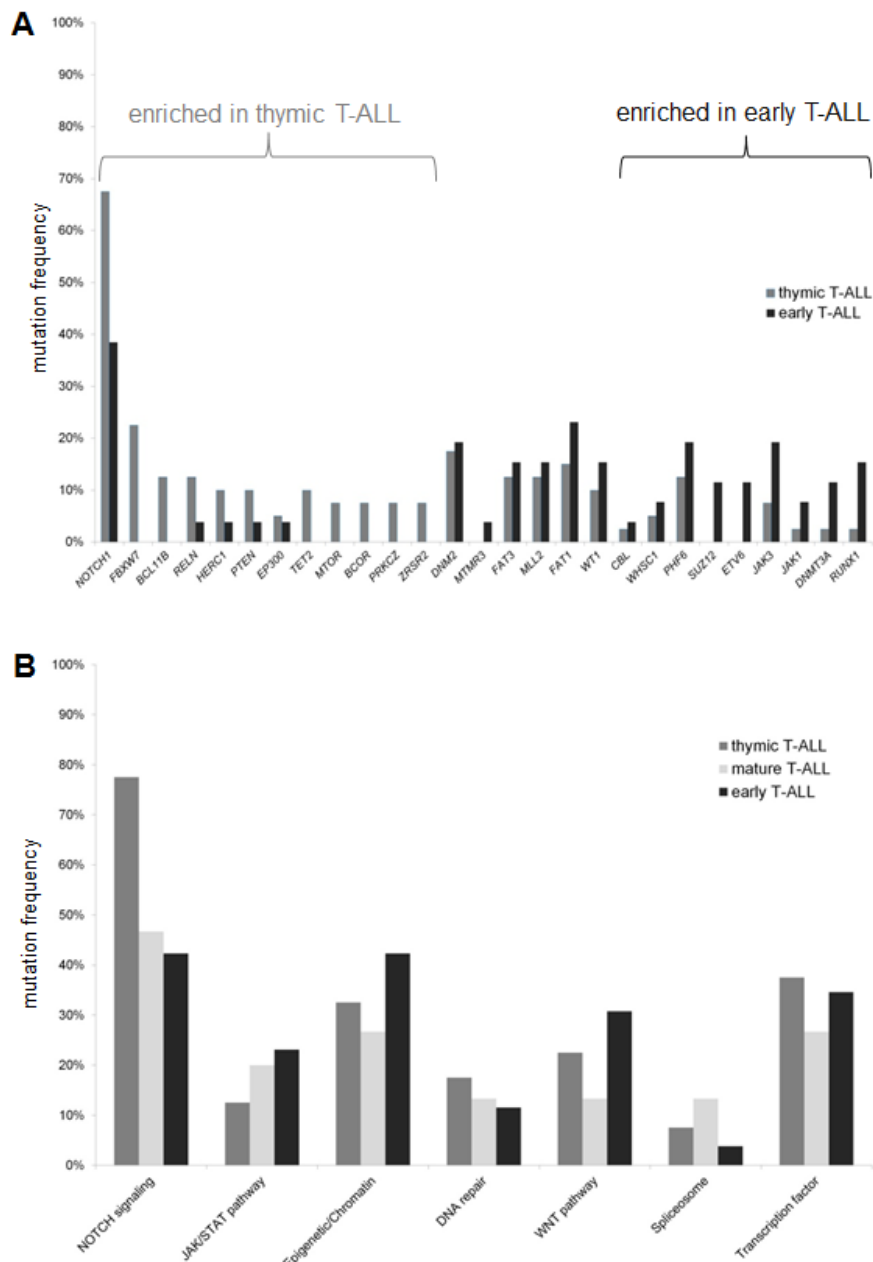 A
100%
90%
80%
70%
60%
50%
40%
30%
20%
10%
0%
mutation frequency
enriched in thymic T-ALL
enriched in early T-ALL
thymic T-ALL
early T-ALL
NOTCH1
FBXW7
BCL11B
RELN
HERC1
PTEN
EP300
TET2
MTOR
BCOR
PRKCZ
ZRSR2
DNM2
MTMR3
FAT3
MLL2
FAT1
WT1
CBL
WHSC1
PHF6
SUZ12
ETV6
JAK3
JAK1
DNMT3A
RUNX1
B
100%
90%
80%
70%
60%
50%
40%
30%
20%
10%
0%
mutation frequency
thymic T-ALL
mature T-ALL
early T-ALL
NOTCH signaling
JAK/STAT pathway
pigenetic/Chromatin
DNA repair
WNT pathway
Spliceosome
Transcription factor